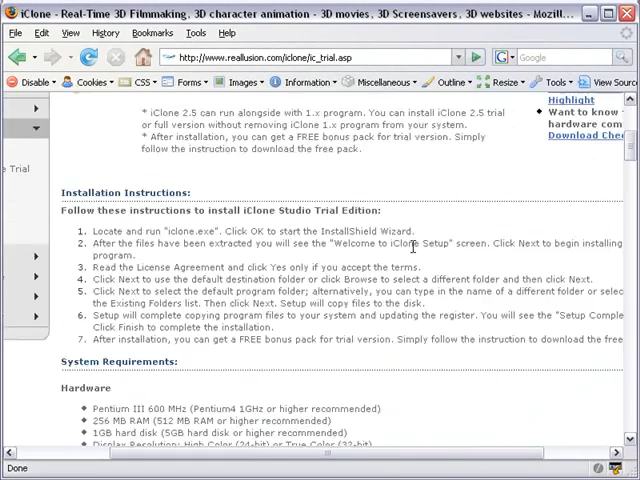 iClone - Real-Time 3D Filmmaking, 3D character animation - 3D movies, 3D Screensavers, 3D websites - Mozill...
File Edit View History Bookmarks Tools Help
http://www.reallusion.com/iclone/ic_trial.asp
Google
Disable Cookies CSS Forms Images Information Miscellaneous Outline Resize Tools View Source
* iClone 2.5 can run alongside with 1.x program. You can install iClone 2.5 trial
or full version without removing iClone 1.x program from your system.
* After installation, you can get a FREE bonus pack for trial version. Simply
follow the instruction to download the free pack.
Highlight
Want to know
hardware com
Download Chec
e Trial
Installation Instructions:
Follow these instructions to install iClone Studio Trial Edition:
1. Locate and run "iclone.exe". Click OK to start the InstallShield Wizard.
2. After the files have been extracted you will see the "Welcome to iClone Setup" screen. Click Next to begin installing
program.
3. Read the License Agreement and click Yes only if you accept the terms.
4. Click Next to use the default destination folder or click Browse to select a different folder and then click Next.
5. Click Next to select the default program folder; alternatively, you can type in the name of a different folder or selec
the Existing Folders list. Then click Next. Setup will copy files to the disk.
6. Setup will complete copying program files to your system and updating the register. You will see the "Setup Comple
Click Finish to complete the installation.
7. After installation, you can get a FREE bonus pack for trial version. Simply follow the instruction to download the free
System Requirements:
Hardware
Pentium III 600 MHz (Pentium4 1GHz or higher recommended)
256 MB RAM (512 MB RAM or higher recommended)
1GB hard disk (5GB hard disk or higher recommended)
Display Resolution: High Color (24-bit) or True Color (32-bit)
Done